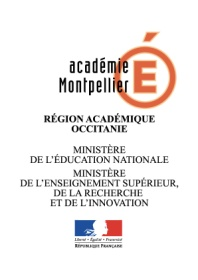 académie
Montpellier
É
RÉGION ACADÉMIQUE
OCCITANIE
MINISTÈRE
DE L'ÉDUCATION NATIONALE
MINISTÈRE
DE L'ENSEIGNEMENT SUPÉRIEUR,
DE LA RECHERCHE
ET DE L'INNOVATION
Liberté • Égalité • Fraternité
RÉPUBLIQUE FRANÇAISE